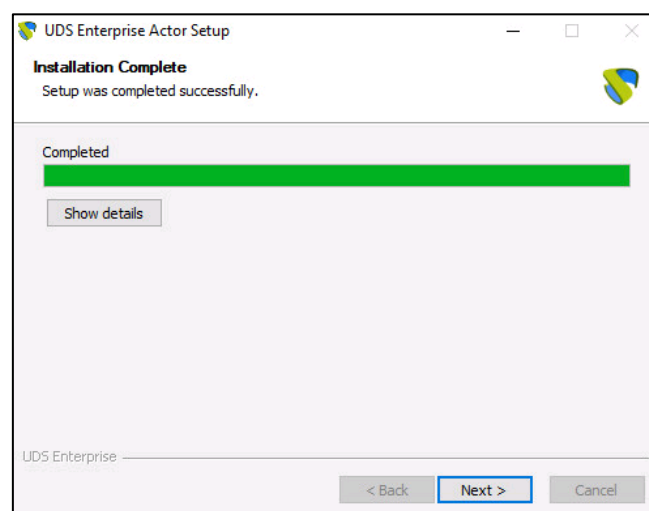 UDS Enterprise Actor Setup
Installation Complete
Setup was completed successfully.
Completed
Show details
UDS Enterprise
< Back Next > Cancel